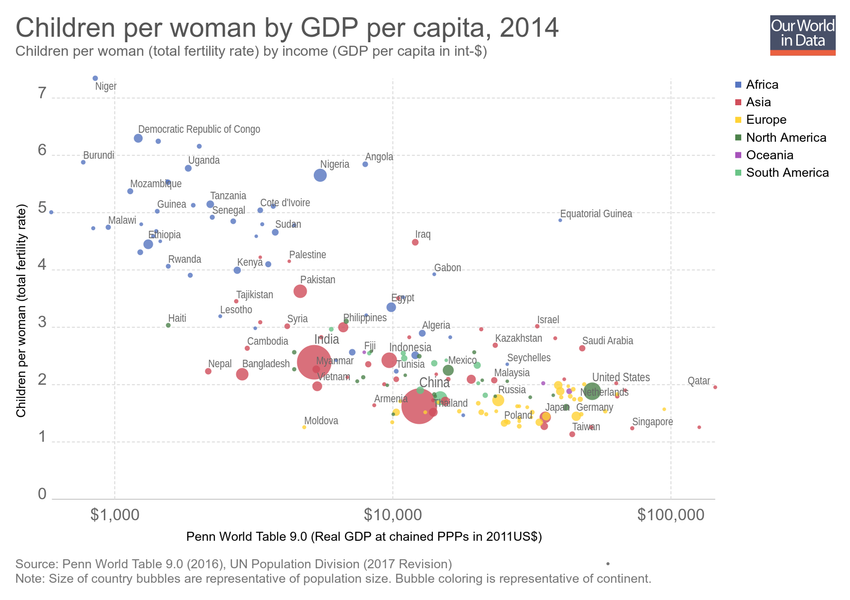 Children per woman by GDP per capita, 2014
Children per woman (total fertility rate) by income (GDP per capita in int-$)
Our World
in Data
Africa
Asia
Europe
North America
Oceania
South America
Children per woman (total fertility rate)
7
6
5
4
3
2
1
0
Niger
Democratic Republic of Congo
Burundi
Uganda
Nigeria
Angola
Mozambique
Tanzania
Guinea
Senegal
Cote d'Ivoire
Equatorial Guinea
Malawi
Sudan
Ethiopia
Iraq
Rwanda
Kenya
Palestine
Gabon
Pakistan
Tajikistan
Egypt
Lesotho
Haiti
Syria
Philippines
Algeria
Israel
Cambodia
India
Fiji
Indonesia
Kazakhstan
Saudi Arabia
Nepal
Bangladesh
Myanmar
Tunisia
Mexico
Seychelles
Vietnam
China
Malaysia
United States
Qatar
Russia
Netherlands
Armenia
Thailand
Poland
Japan
Germany
Moldova
Taiwan
Singapore
$1,000
$10,000
$100,000
Penn World Table 9.0 (Real GDP at chained PPPs in 2011US$)
Source: Penn World Table 9.0 (2016), UN Population Division (2017 Revision)
Note: Size of country bubbles are representative of population size. Bubble coloring is representative of continent.